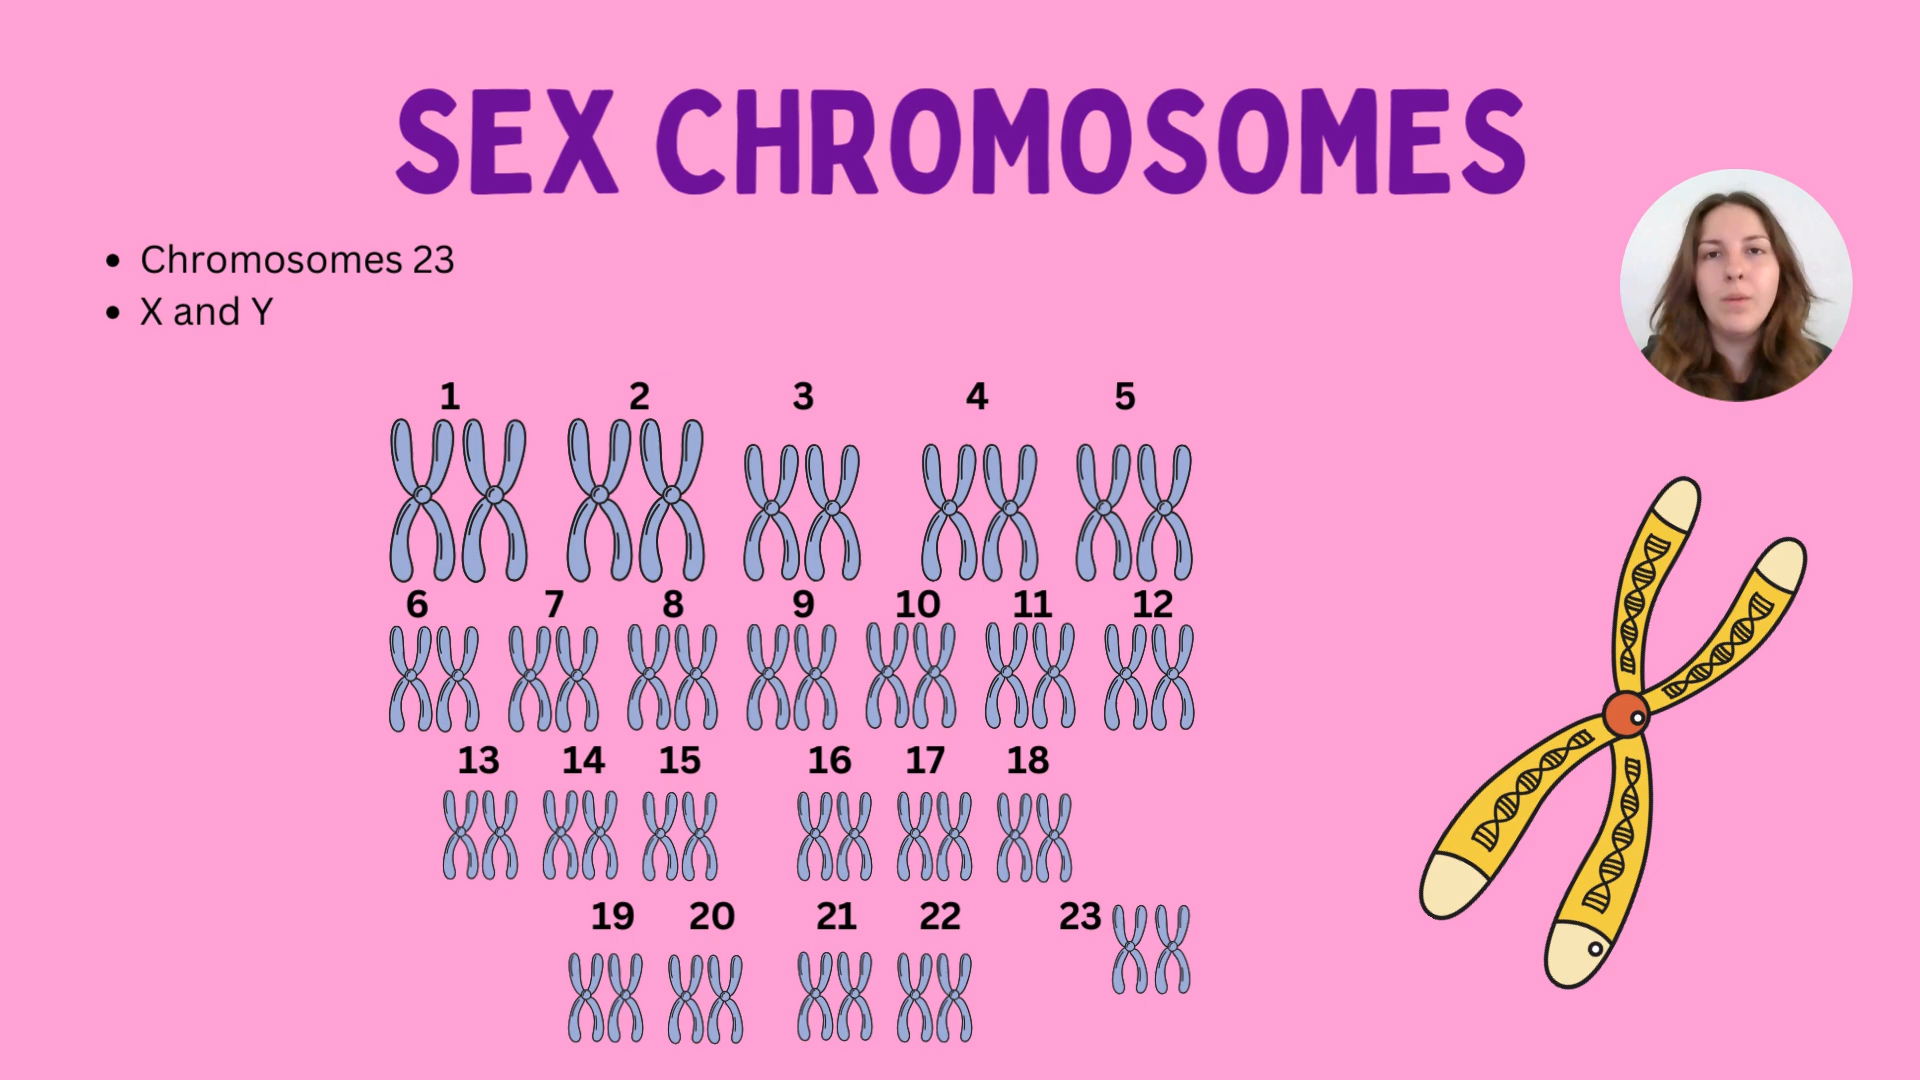 SEX CHROMOSOMES
• Chromosomes 23
• X and Y
1 2 3 4 5
6 7 8 9 10 11 12
13 14 15 16 17 18
19 20 21 22 23